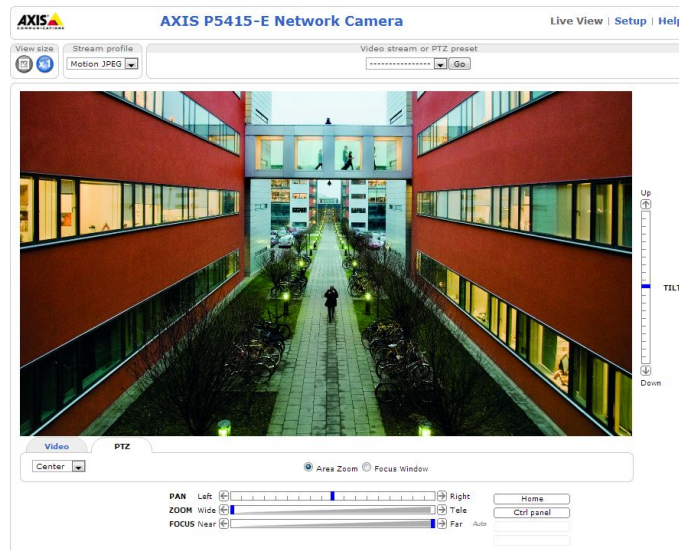 AXIS
COMMUNICATIONS
AXIS P5415-E Network Camera
Live View | Setup | Help
View size
Stream profile
Video stream or PTZ preset
x1
Motion JPEG
----------------
Go
Up
TILT
Down
Video
PTZ
Center
Area Zoom
Focus Window
PAN Left
Right
Home
ZOOM Wide
Tele
Ctrl panel
FOCUS Near
Far
Auto